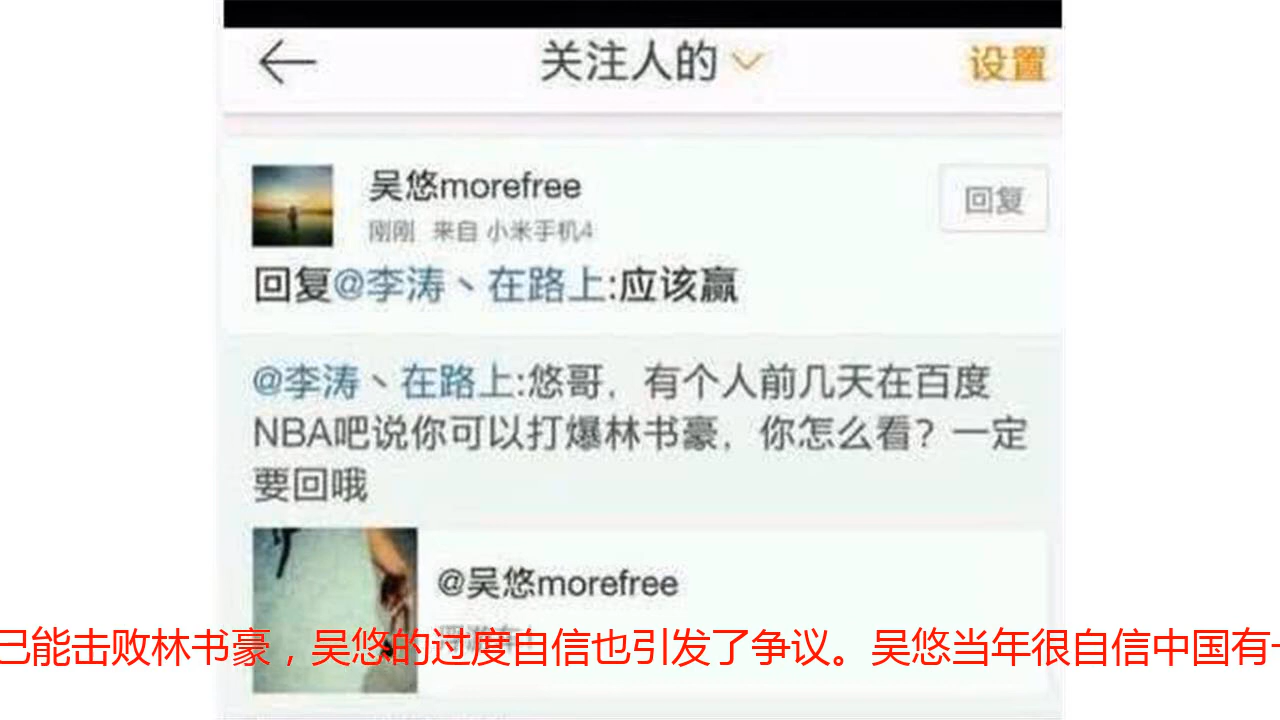 关注人的
设置
吴悠morefree
回复
刚刚 来自 小米手机4
回复@李涛丶在路上:应该赢
@李涛丶在路上:悠哥，有个人前几天在百度
NBA吧说你可以打爆林书豪，你怎么看？一定
要回哦
@吴悠morefree
己能击败林书豪，吴悠的过度自信也引发了争议。吴悠当年很自信中国有